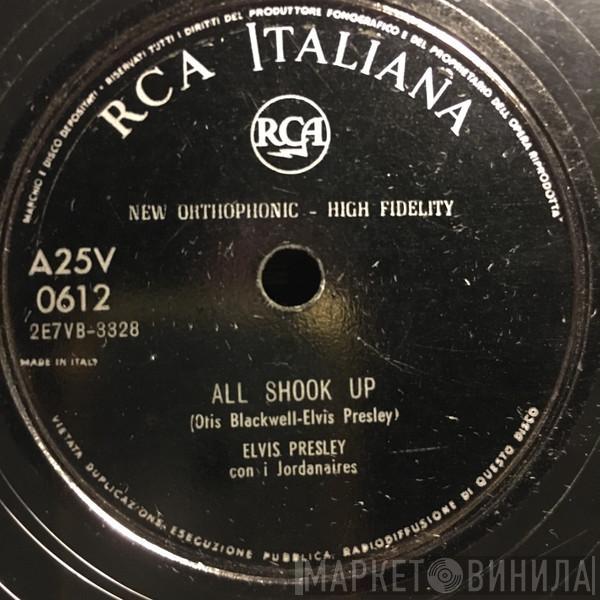 MARCHIO E DISCO DEPOSITATI • RISERVATI TUTTI I DIRITTI DEL PRODUTTORE FONOGRAFICO E DEL PROPRIETARIO DELL'OPERA RIPRODOTTA
RCA ITALIANA
RCA
NEW ORTHOPHONIC - HIGH FIDELITY
A25V
0612
2E7VB-3328
MADE IN ITALY
ALL SHOOK UP
(Otis Blackwell-Elvis Presley)
ELVIS PRESLEY
con i Jordanaires
VIETATA DUPLICAZIONE, ESECUZIONE PUBBLICA, RADIODIFFUSIONE DI QUESTO DISCO
МАРКЕТ ВИНИЛА